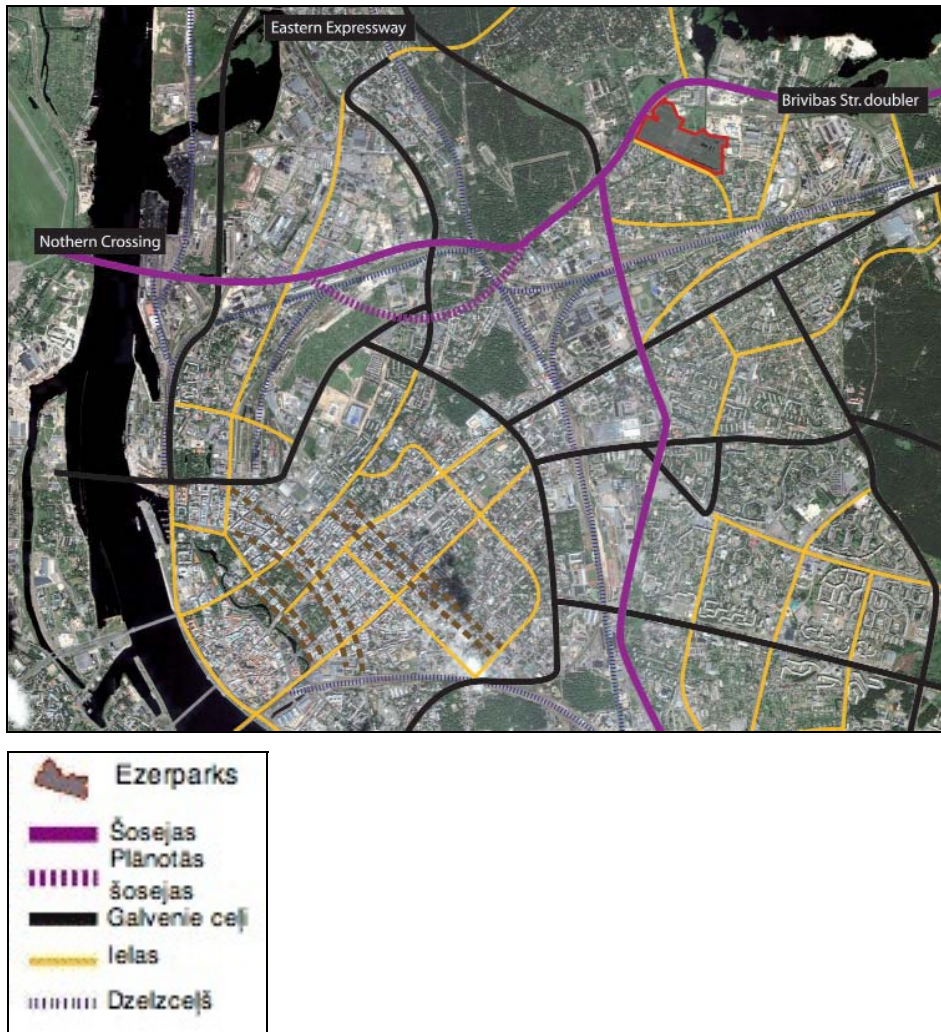 Eastern Expressway
Brivibas Str. doubler
Nothern Crossing
Ezerparks
Šosejas
Plānotās
šosejas
Galvenie ceļi
Ielas
Dzelzceļš